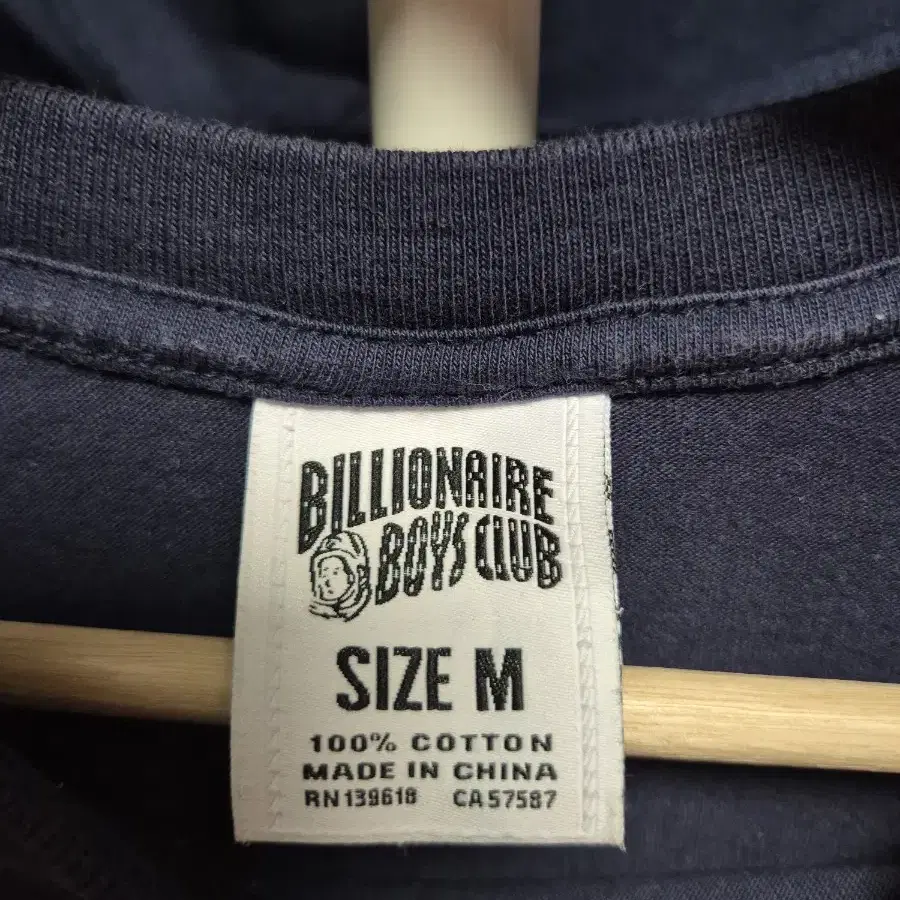 BILLIONAIRE
BOYS CLUB
SIZE M
100% COTTON
MADE IN CHINA
RN139618 CA57587